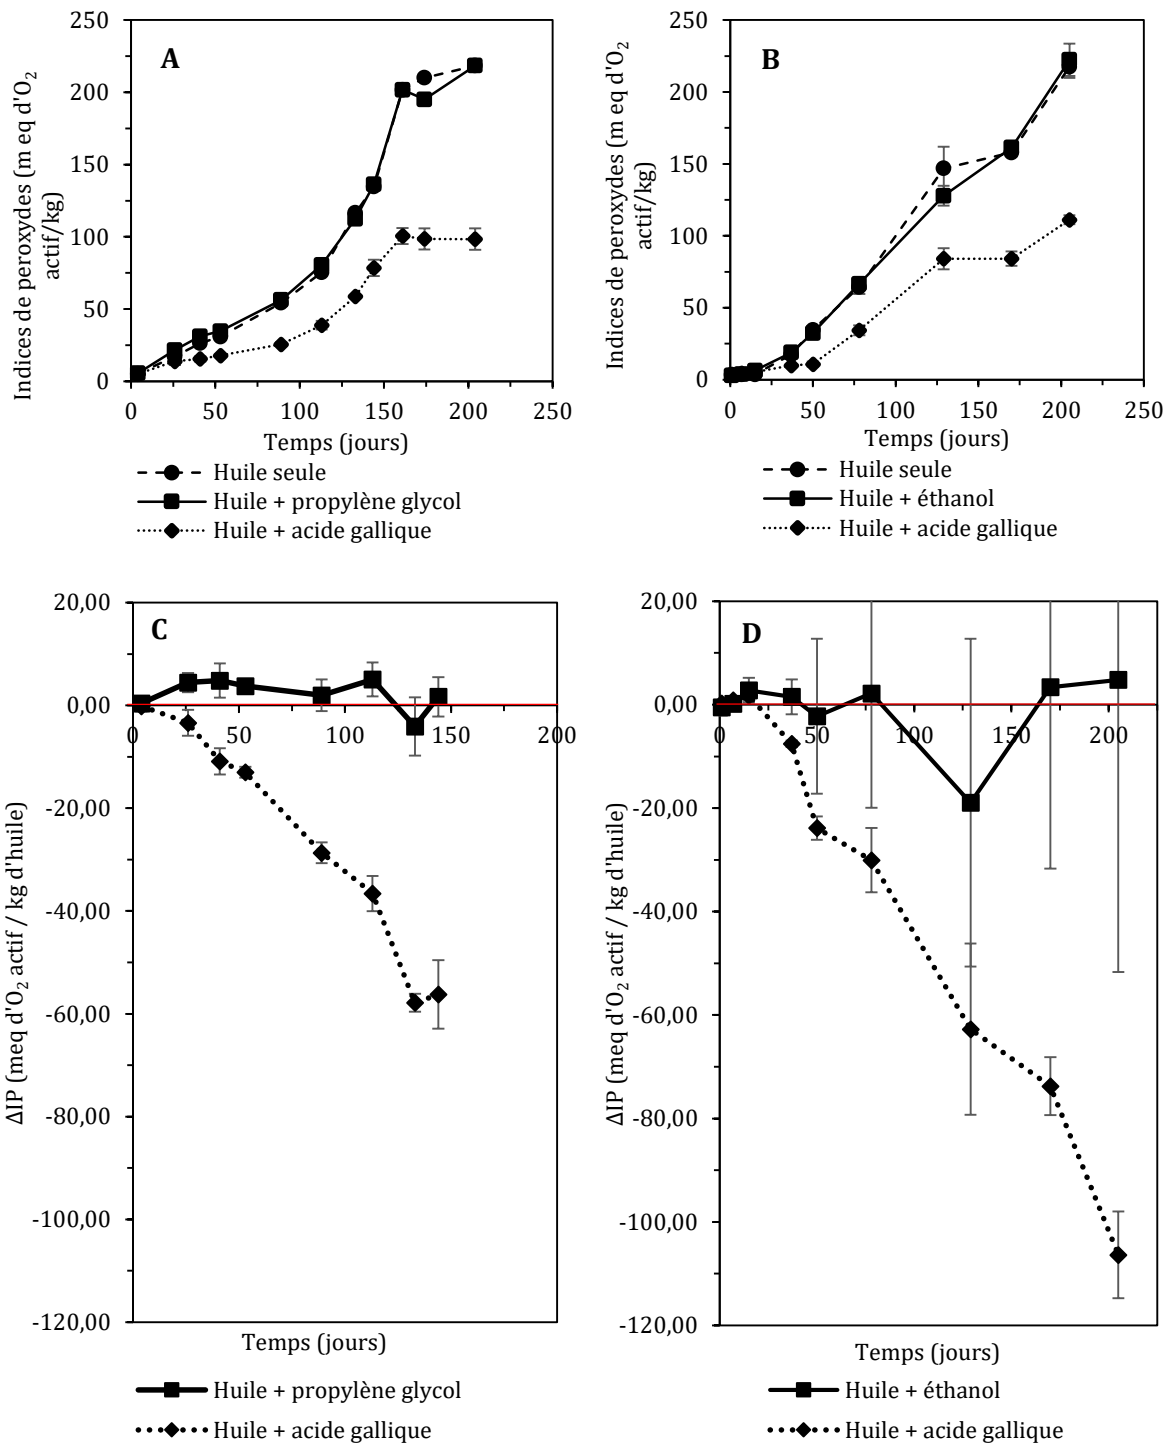 A
Indices de peroxydes (m eq d'O2
actif/kg)
250
200
150
100
50
0
0 50 100 150 200 250
Temps (jours)
Huile seule
Huile + propylène glycol
Huile + acide gallique
B
Indices de peroxydes (m eq d'O2
actif/kg)
250
200
150
100
50
0
0 50 100 150 200 250
Temps (jours)
Huile seule
Huile + éthanol
Huile + acide gallique
C
ΔIP (meq d'O2 actif / kg d'huile)
20,00
0,00
-20,00
-40,00
-60,00
-80,00
-100,00
-120,00
0 50 100 150 200
Temps (jours)
Huile + propylène glycol
Huile + acide gallique
D
ΔIP (meq d'O2 actif / kg d'huile)
20,00
0,00
-20,00
-40,00
-60,00
-80,00
-100,00
-120,00
0 50 100 150 200
Temps (jours)
Huile + éthanol
Huile + acide gallique